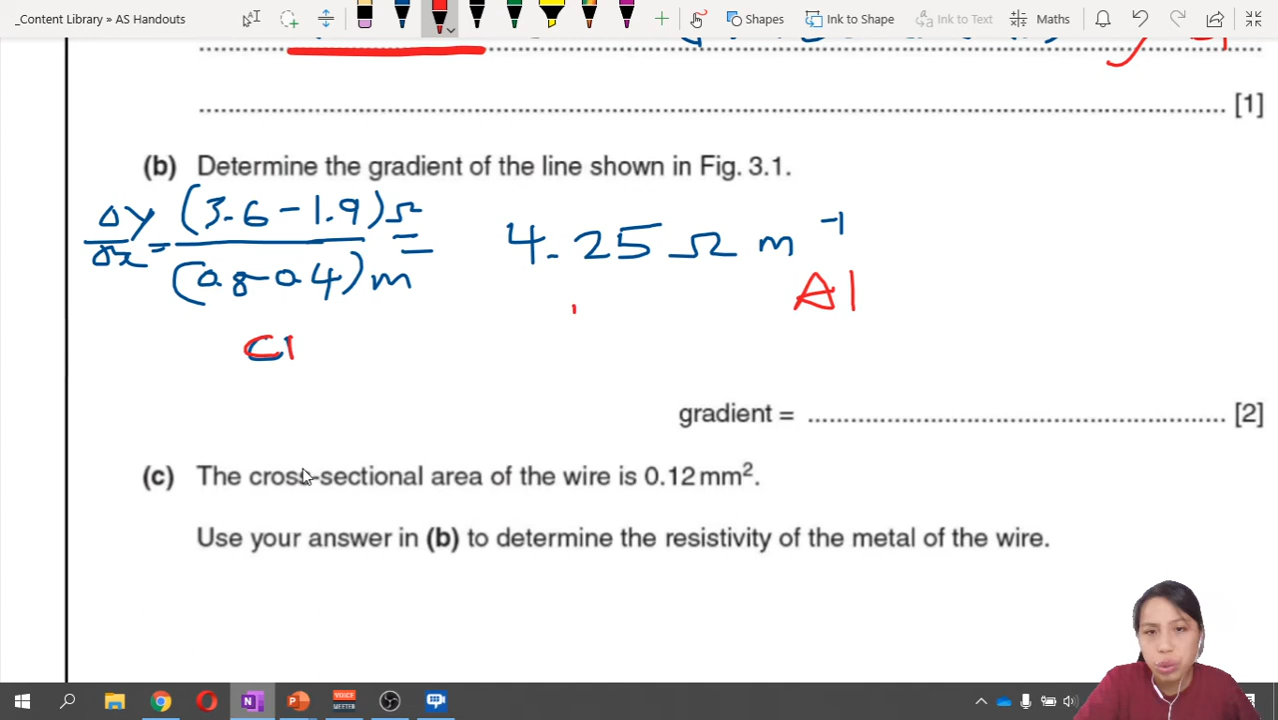 _Content Library » AS Handouts
Shapes
Ink to Shape
Ink to Text
Maths
[1]
(b) Determine the gradient of the line shown in Fig. 3.1.
Δy/Δx = (3.6 - 1.9)Ω / (0.8 - 0.4)m = 4.25 Ω m⁻¹
A1
C1
gradient = [2]
(c) The cross-sectional area of the wire is 0.12 mm².
Use your answer in (b) to determine the resistivity of the metal of the wire.
VOICE
MEETER